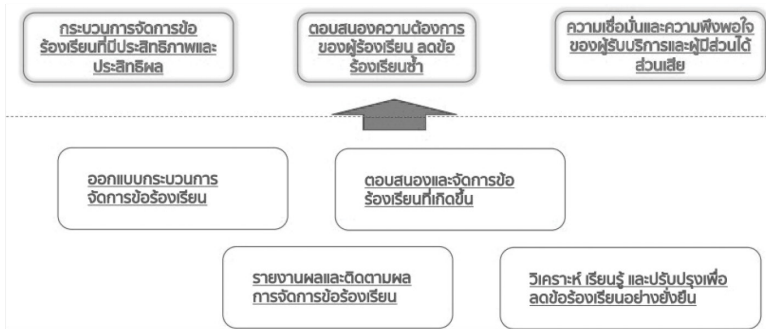 กระบวนการจัดการข้อ
ร้องเรียนที่มีประสิทธิภาพและ
ประสิทธิผล
ตอบสนองความต้องการ
ของผู้ร้องเรียน ลดข้อ
ร้องเรียนซ้ำ
ความเชื่อมั่นและความพึงพอใจ
ของผู้รับบริการและผู้มีส่วนได้
ส่วนเสีย
ออกแบบกระบวนการ
จัดการข้อร้องเรียน
ตอบสนองและจัดการข้อ
ร้องเรียนที่เกิดขึ้น
รายงานผลและติดตามผล
การจัดการข้อร้องเรียน
วิเคราะห์ เรียนรู้ และปรับปรุงเพื่อ
ลดข้อร้องเรียนอย่างยั่งยืน